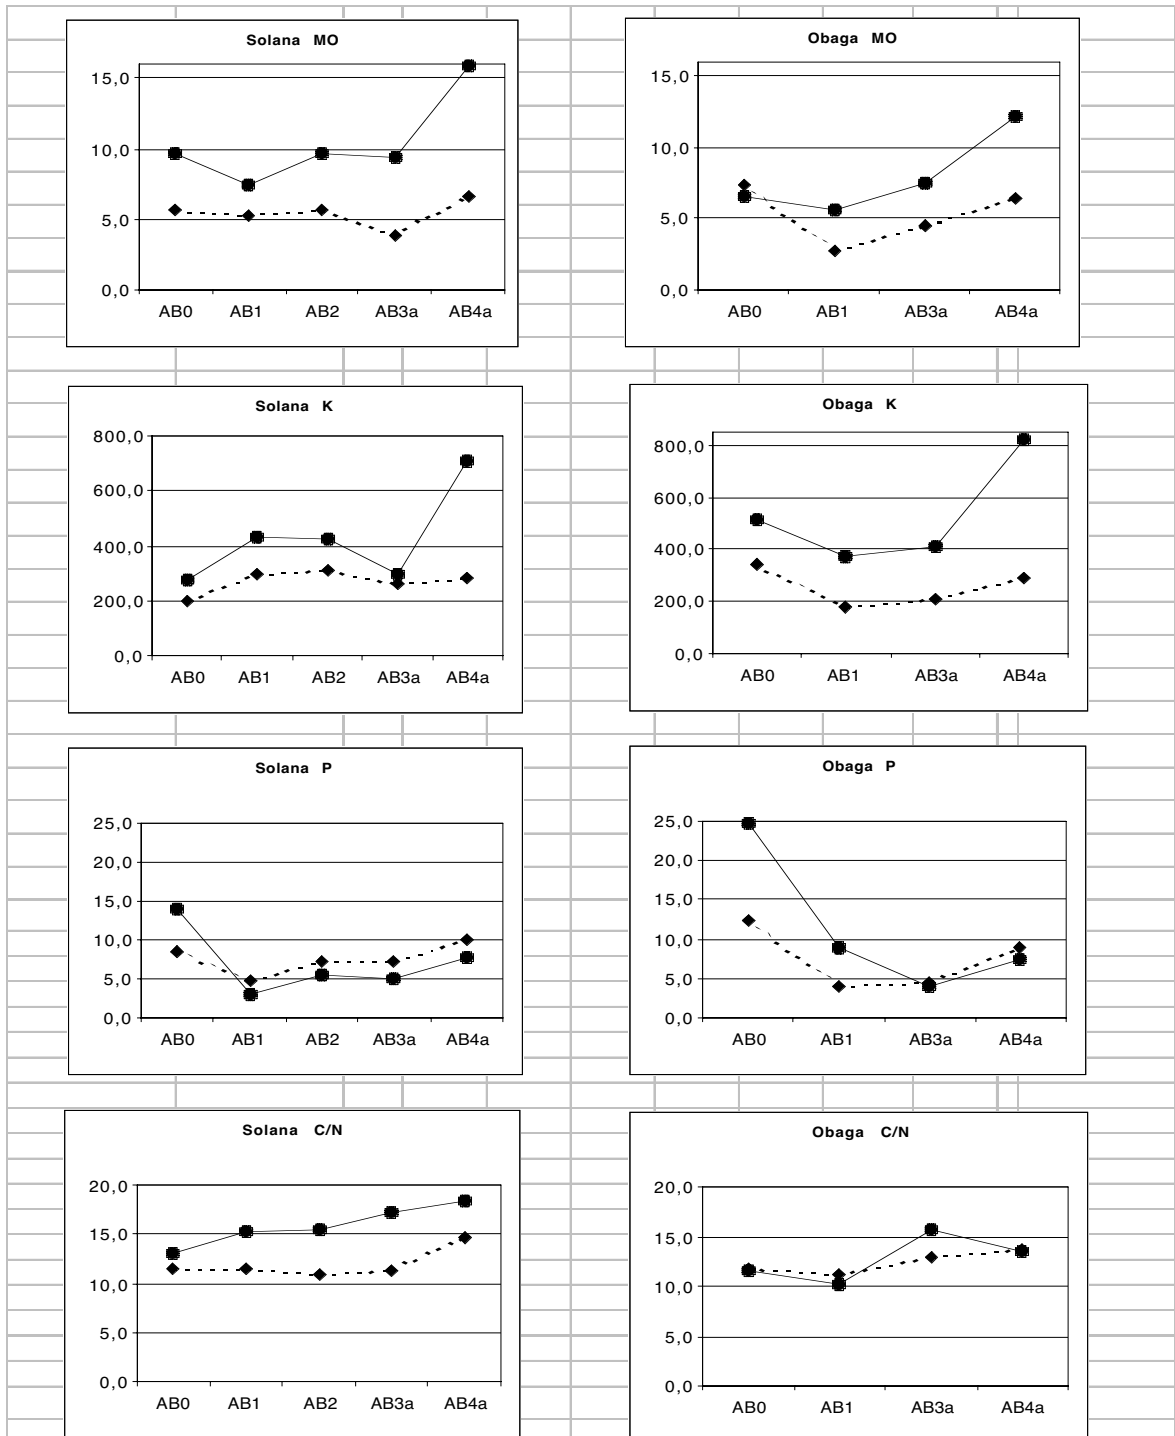 Solana MO
15,0
10,0
5,0
0,0
AB0 AB1 AB2 AB3a AB4a
Obaga MO
15,0
10,0
5,0
0,0
AB0 AB1 AB3a AB4a
Solana K
800,0
600,0
400,0
200,0
0,0
AB0 AB1 AB2 AB3a AB4a
Obaga K
800,0
600,0
400,0
200,0
0,0
AB0 AB1 AB3a AB4a
Solana P
25,0
20,0
15,0
10,0
5,0
0,0
AB0 AB1 AB2 AB3a AB4a
Obaga P
25,0
20,0
15,0
10,0
5,0
0,0
AB0 AB1 AB3a AB4a
Solana C/N
20,0
15,0
10,0
5,0
0,0
AB0 AB1 AB2 AB3a AB4a
Obaga C/N
20,0
15,0
10,0
5,0
0,0
AB0 AB1 AB3a AB4a